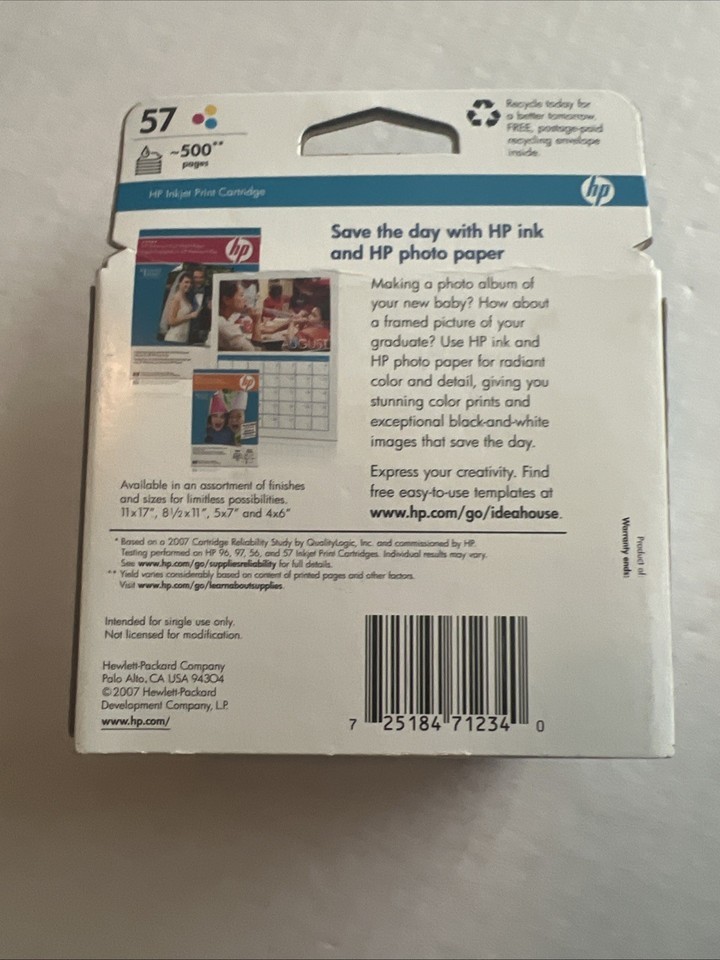 57
~500**
pages
Recycle today for
a better tomorrow.
FREE, postage-paid
recycling envelope
inside.
HP Inkjet Print Cartridge
hp
Save the day with HP ink
and HP photo paper
hp
AUGUST
hp
Making a photo album of
your new baby? How about
a framed picture of your
graduate? Use HP ink and
HP photo paper for radiant
color and detail, giving you
stunning color prints and
exceptional black-and-white
images that save the day.
Express your creativity. Find
free easy-to-use templates at
www.hp.com/go/ideahouse.
Available in an assortment of finishes
and sizes for limitless possibilities.
11x17", 8½x11", 5x7" and 4x6"
* Based on a 2007 Cartridge Reliability Study by QualityLogic, Inc. and commissioned by HP.
Testing performed on HP 96, 97, 56, and 57 Inkjet Print Cartridges. Individual results may vary.
See www.hp.com/go/suppliesreliability for full details.
** Yield varies considerably based on content of printed pages and other factors.
Visit www.hp.com/go/learnaboutsupplies.
Product of:
Warranty ends:
Intended for single use only.
Not licensed for modification.
Hewlett-Packard Company
Palo Alto, CA USA 94304
©2007 Hewlett-Packard
Development Company, L.P.
www.hp.com/
7 25184 71234 0